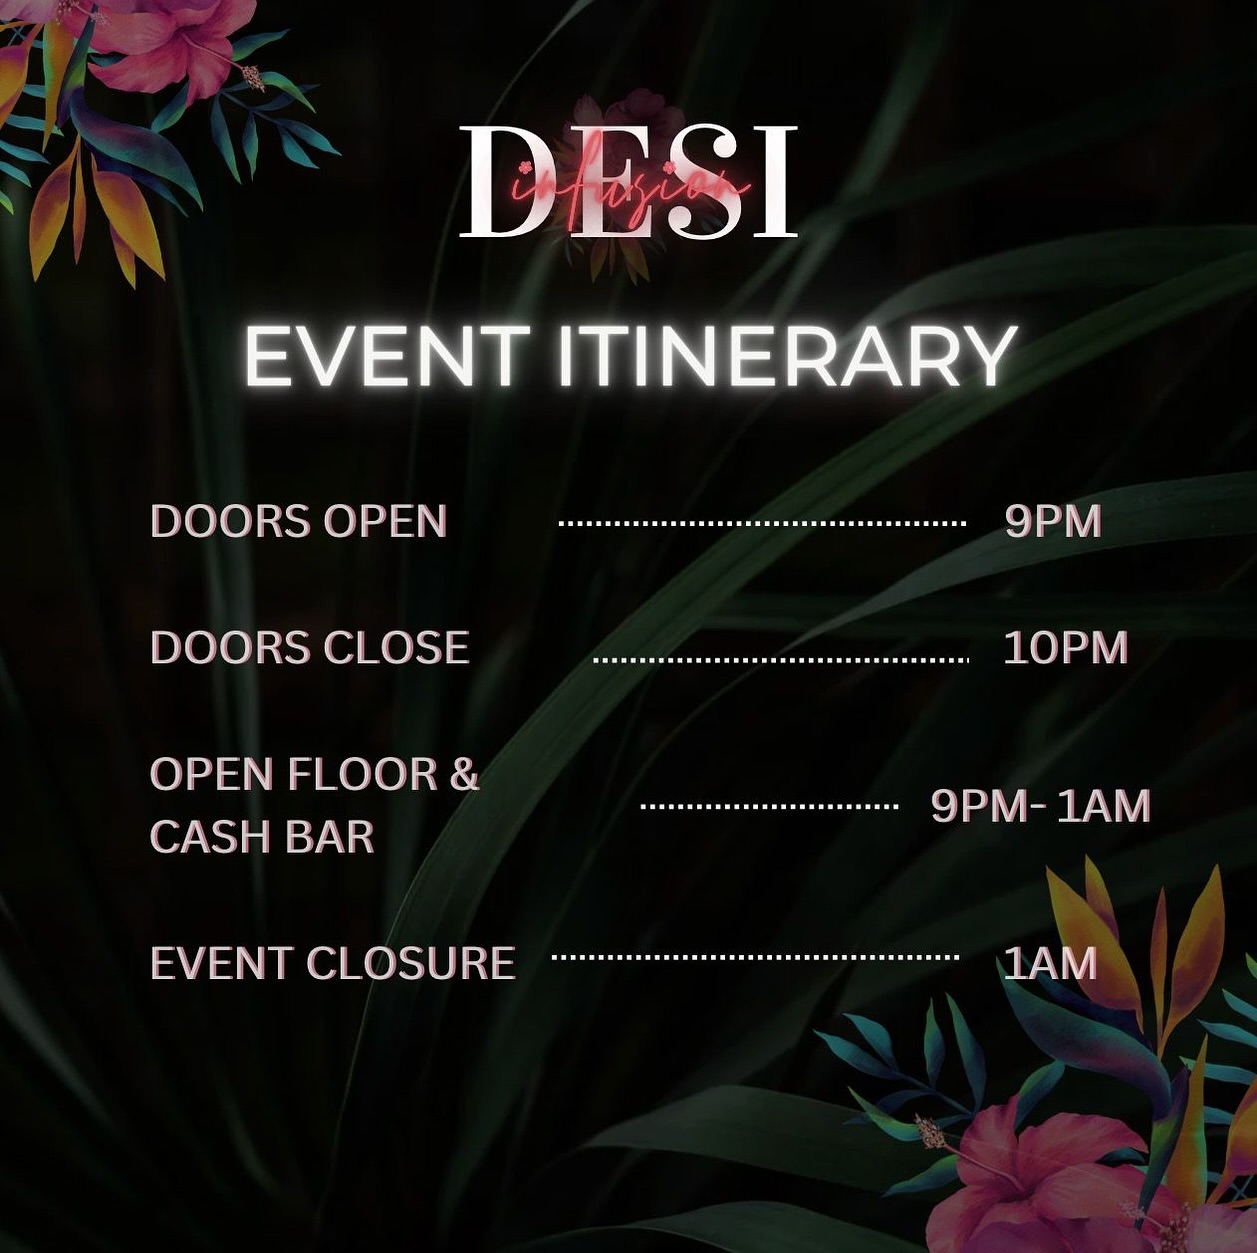 DESI
infusion
EVENT ITINERARY
DOORS OPEN ........................................... 9PM
DOORS CLOSE ........................................ 10PM
OPEN FLOOR &
CASH BAR ............................ 9PM- 1AM
EVENT CLOSURE ........................................... 1AM